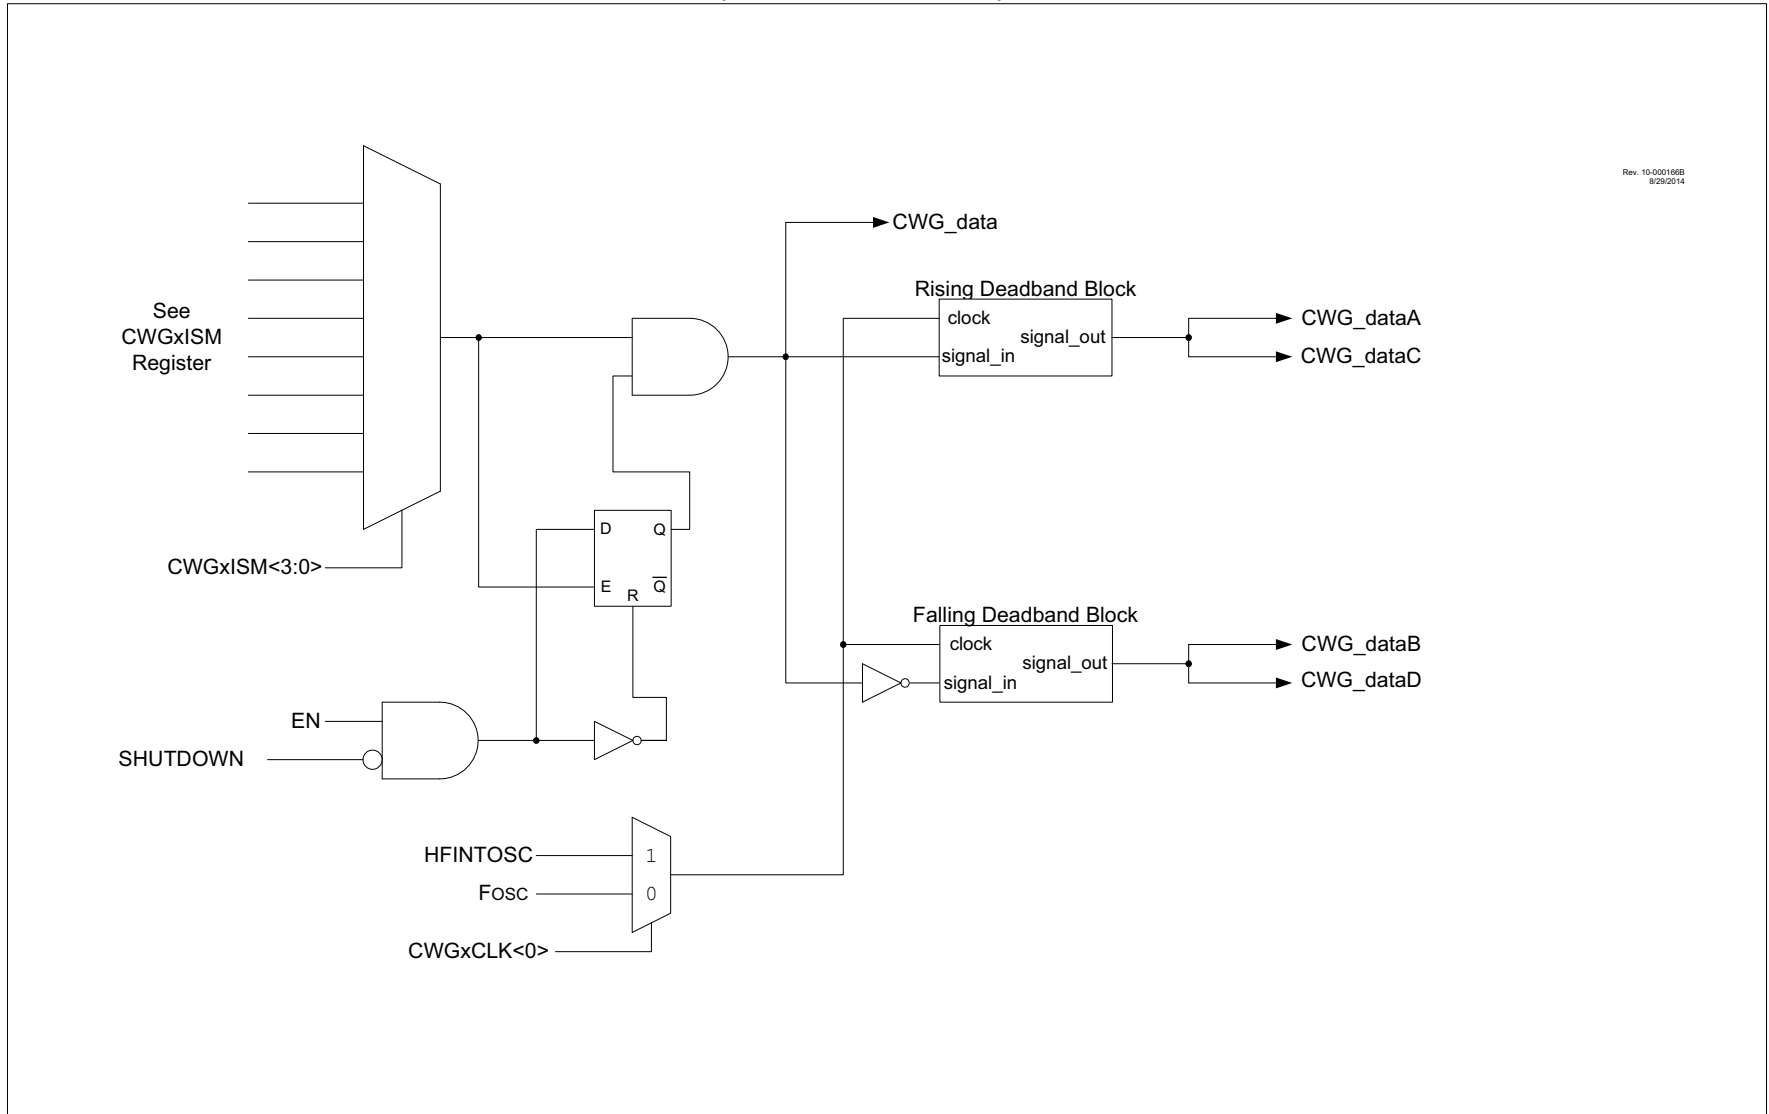 Rev. 10-000166B
8/29/2014
See
CWGxISM
Register
CWGxISM<3:0>
CWG_data
Rising Deadband Block
clock
signal_out
signal_in
CWG_dataA
CWG_dataC
D
Q
E
R
Q̅
EN
SHUTDOWN
Falling Deadband Block
clock
signal_out
signal_in
CWG_dataB
CWG_dataD
HFINTOSC
1
FOSC
0
CWGxCLK<0>